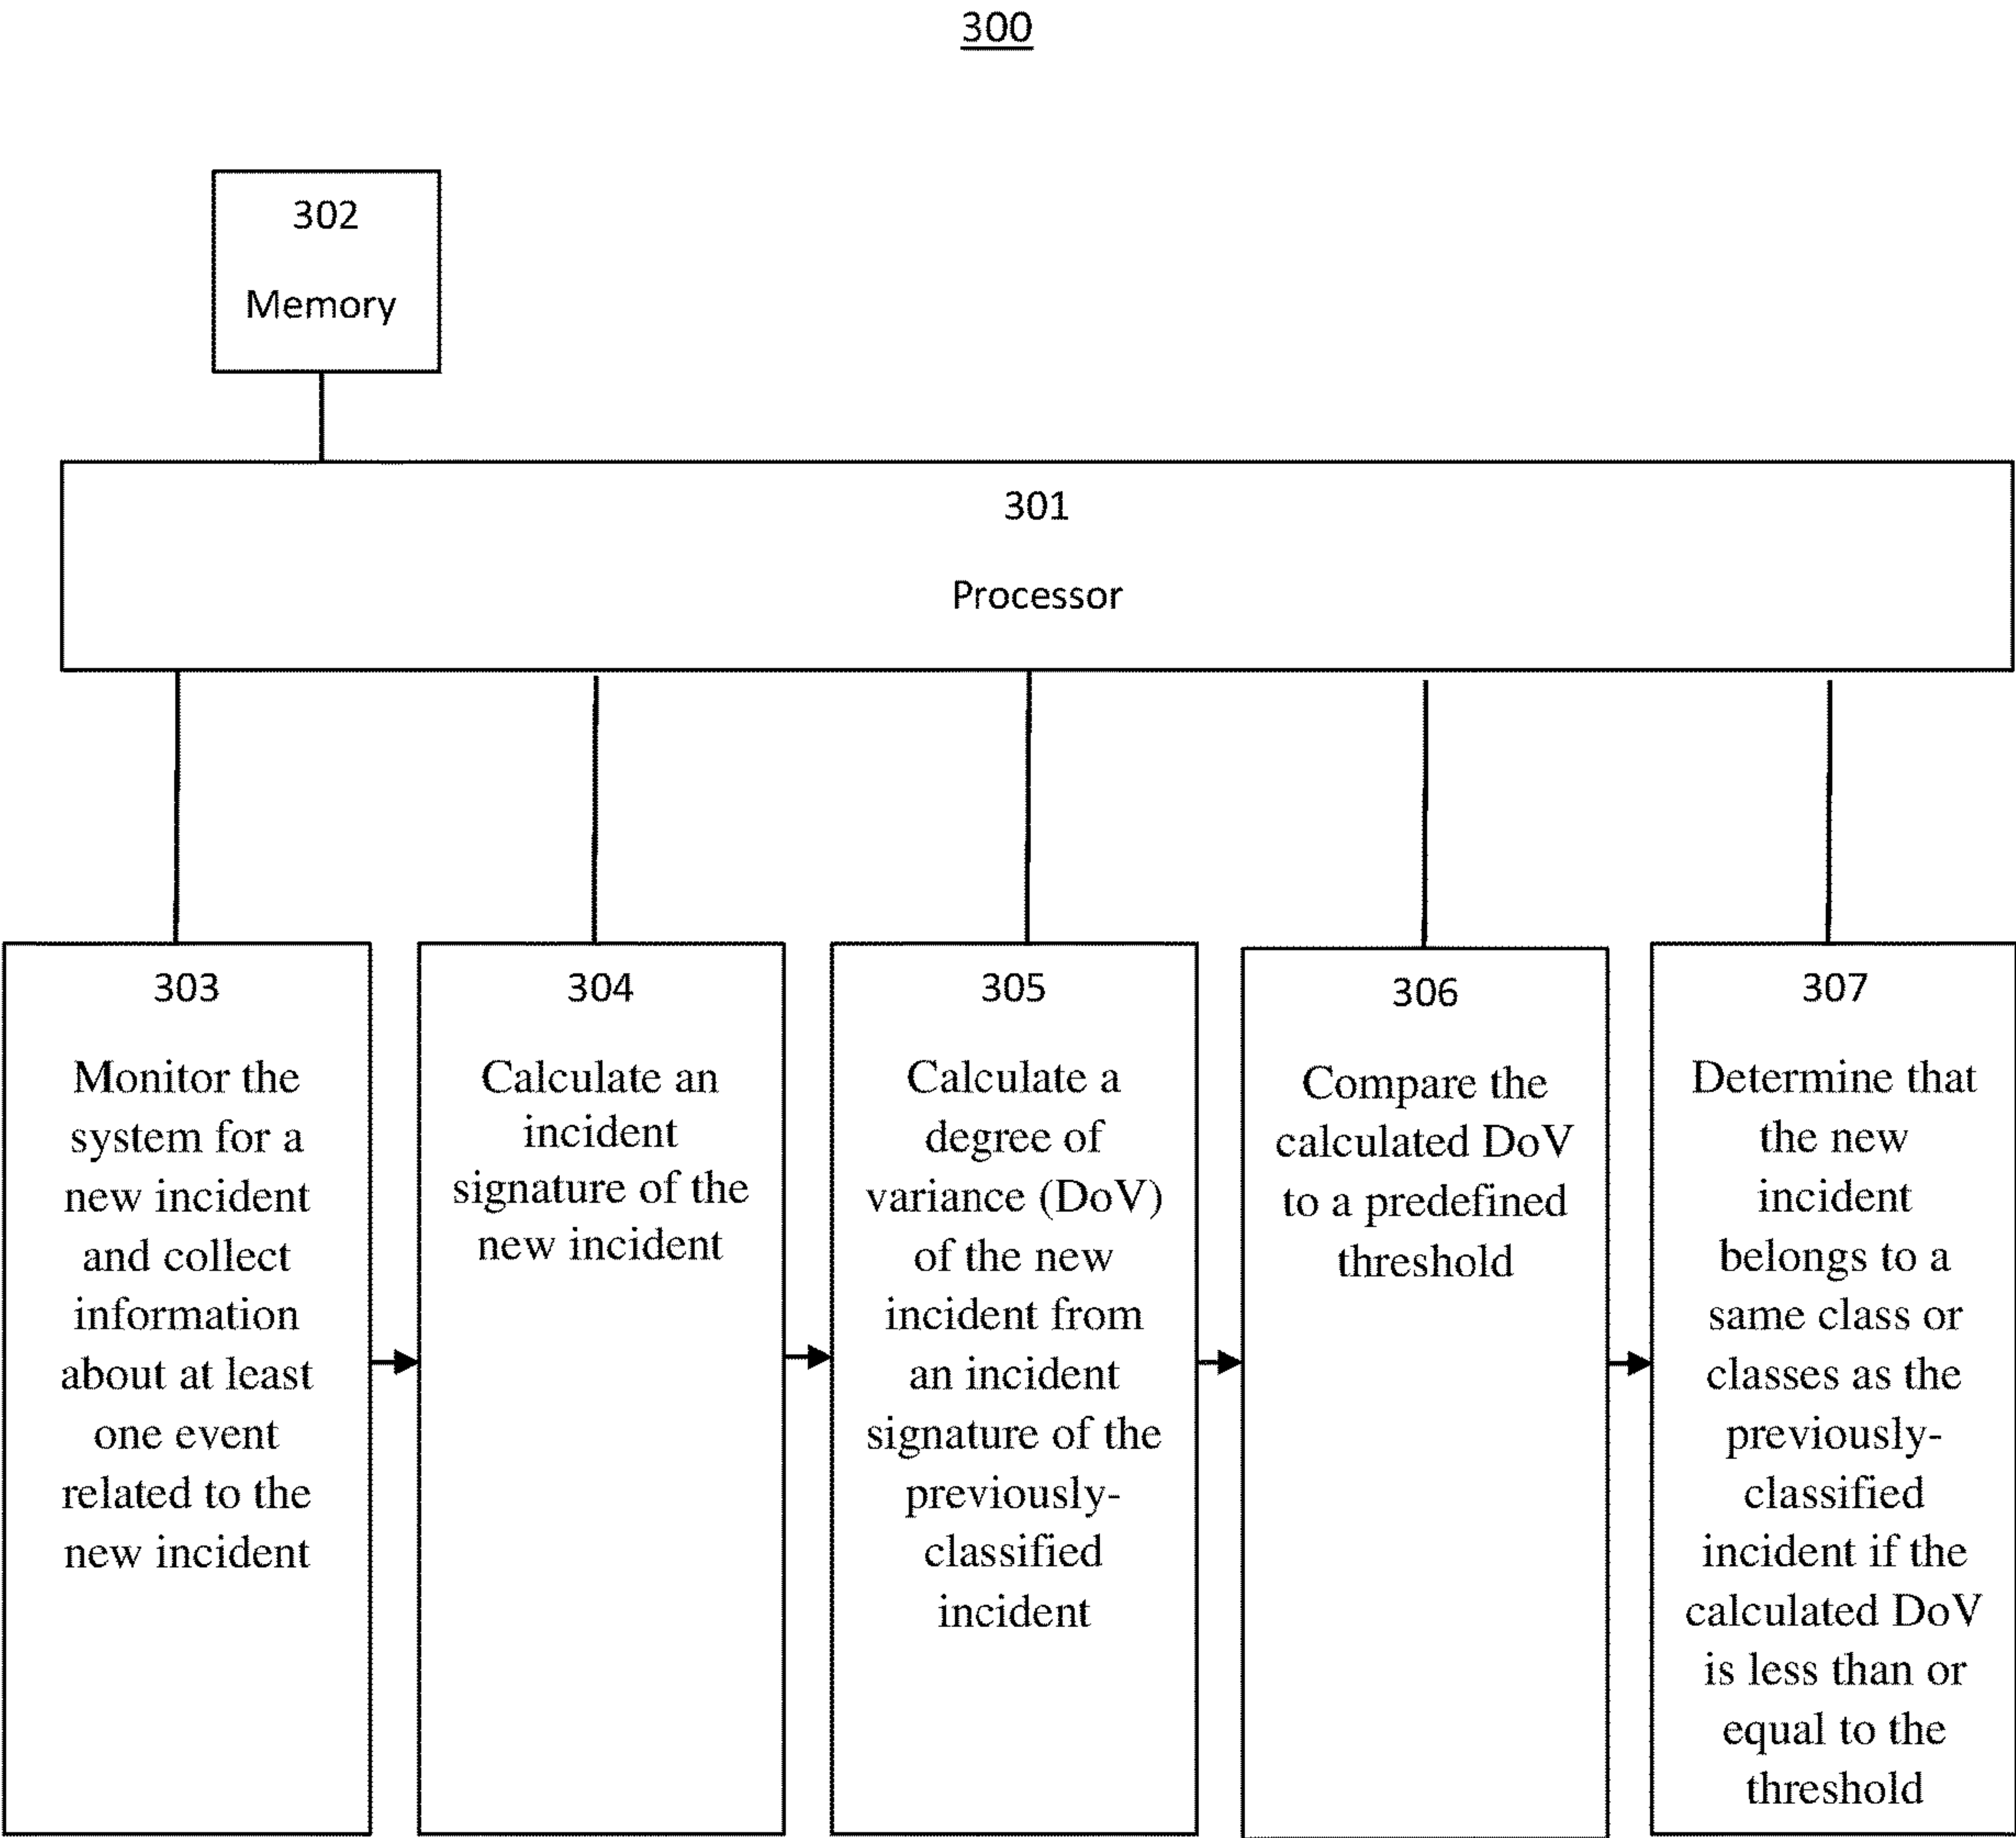 300
302
Memory
301
Processor
303
Monitor the
system for a
new incident
and collect
information
about at least
one event
related to the
new incident
304
Calculate an
incident
signature of the
new incident
305
Calculate a
degree of
variance (DoV)
of the new
incident from
an incident
signature of the
previously-
classified
incident
306
Compare the
calculated DoV
to a predefined
threshold
307
Determine that
the new
incident
belongs to a
same class or
classes as the
previously-
classified
incident if the
calculated DoV
is less than or
equal to the
threshold